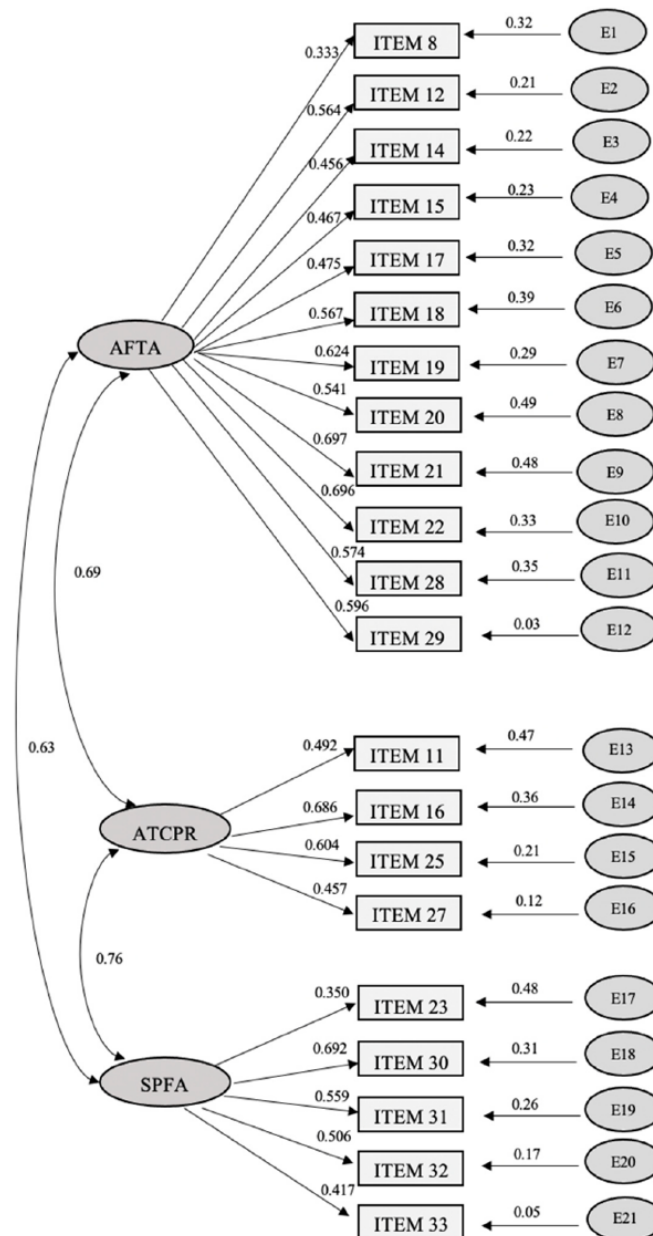 0.333
ITEM 8
0.32
E1
0.564
ITEM 12
0.21
E2
0.456
ITEM 14
0.22
E3
0.467
ITEM 15
0.23
E4
0.475
ITEM 17
0.32
E5
0.567
ITEM 18
0.39
E6
AFTA
0.624
ITEM 19
0.29
E7
0.541
ITEM 20
0.49
E8
0.697
ITEM 21
0.48
E9
0.696
ITEM 22
0.33
E10
0.574
ITEM 28
0.35
E11
0.596
ITEM 29
0.03
E12
0.69
0.63
0.492
ITEM 11
0.47
E13
ATCPR
0.686
ITEM 16
0.36
E14
0.604
ITEM 25
0.21
E15
0.457
ITEM 27
0.12
E16
0.76
0.350
ITEM 23
0.48
E17
SPFA
0.692
ITEM 30
0.31
E18
0.559
ITEM 31
0.26
E19
0.506
ITEM 32
0.17
E20
0.417
ITEM 33
0.05
E21